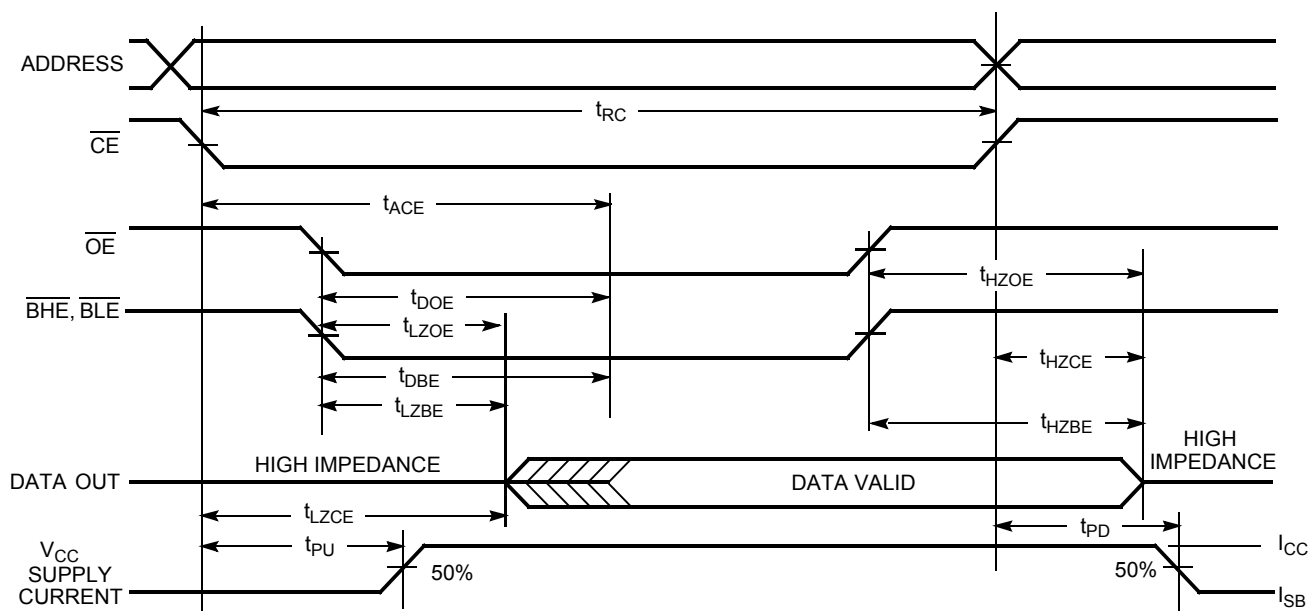 ADDRESS
tRC
CE
tACE
OE
tHZOE
tDOE
BHE, BLE
tLZOE
tHZCE
tDBE
tLZBE
tHZBE
HIGH IMPEDANCE
HIGH
IMPEDANCE
DATA OUT
DATA VALID
tLZCE
tPD
tPU
VCC
SUPPLY
CURRENT
50%
50%
ICC
ISB